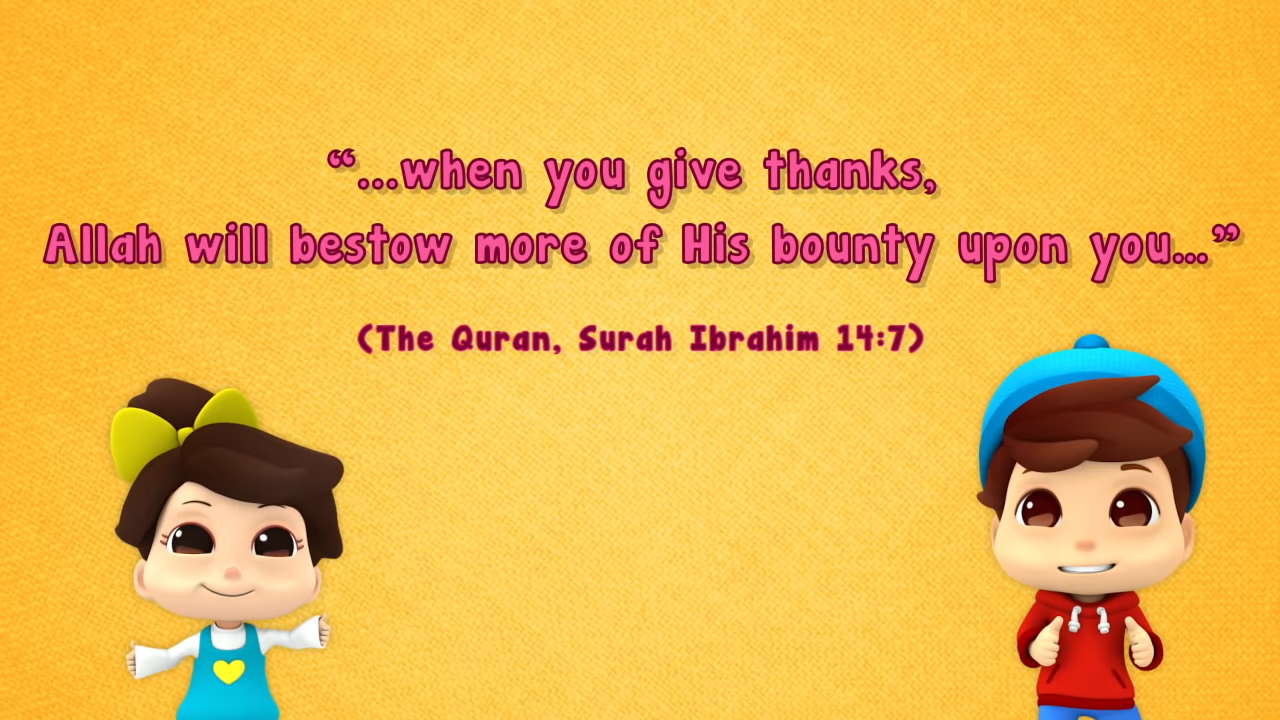 “...when you give thanks,
Allah will bestow more of His bounty upon you...”
(The Quran, Surah Ibrahim 14:7)